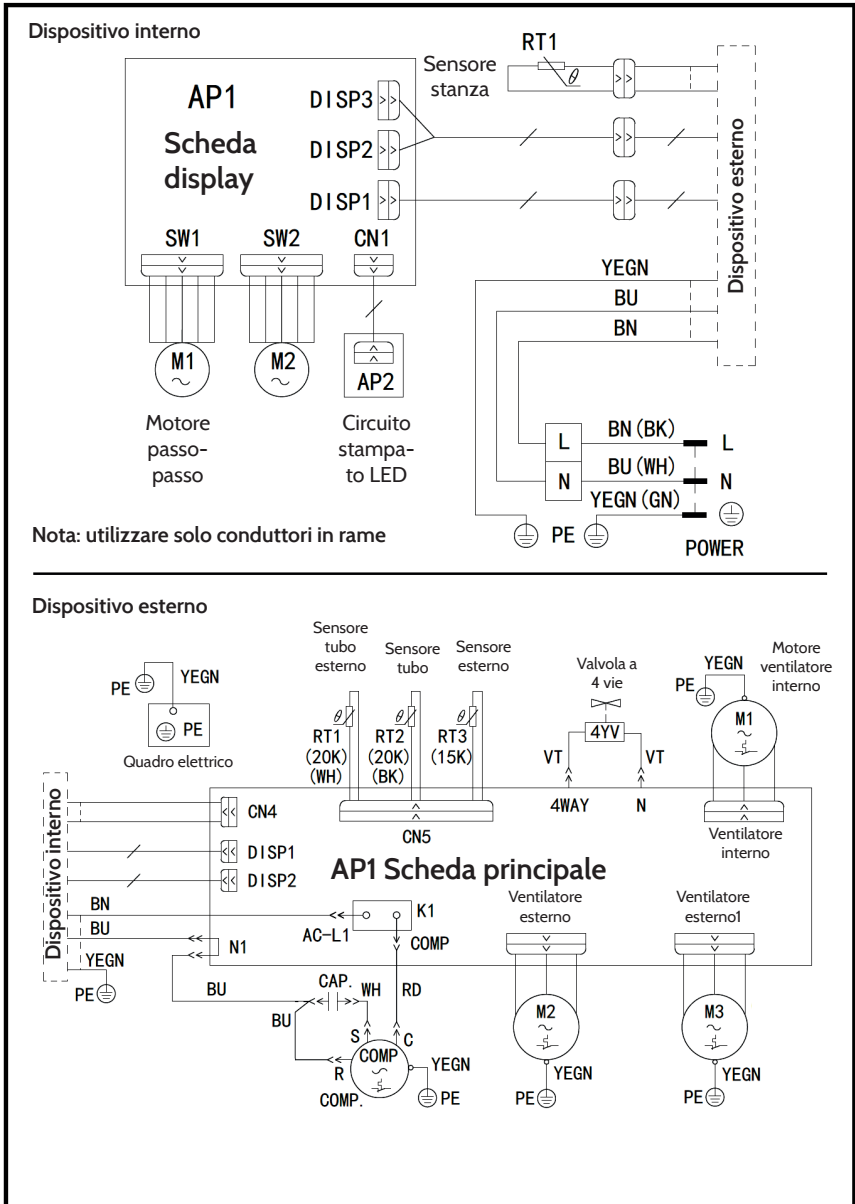 Dispositivo interno
RT1
Sensore
stanza
θ
AP1
Scheda
display
DISP3
DISP2
DISP1
SW1
SW2
CN1
Dispositivo esterno
YEGN
BU
BN
M1
M2
AP2
Motore
passo-
passo
Circuito
stampa-
to LED
L
BN(BK)
L
N
BU(WH)
N
YEGN(GN)
PE
POWER
Nota: utilizzare solo conduttori in rame
Dispositivo esterno
PE
YEGN
PE
Quadro elettrico
Sensore
tubo
esterno
Sensore
tubo
Sensore
esterno
θ
θ
θ
RT1
(20K)
(WH)
RT2
(20K)
(BK)
RT3
(15K)
Valvola a
4 vie
4YV
VT
VT
4WAY
N
YEGN
PE
Motore
ventilatore
interno
M1
Ventilatore
interno
Dispositivo interno
CN4
DISP1
DISP2
CN5
AP1 Scheda principale
BN
BU
YEGN
PE
N1
AC-L1
K1
COMP
BU
CAP.
WH
RD
BU
S
C
R
COMP
COMP.
YEGN
PE
Ventilatore
esterno
M2
YEGN
PE
Ventilatore
esterno1
M3
YEGN
PE